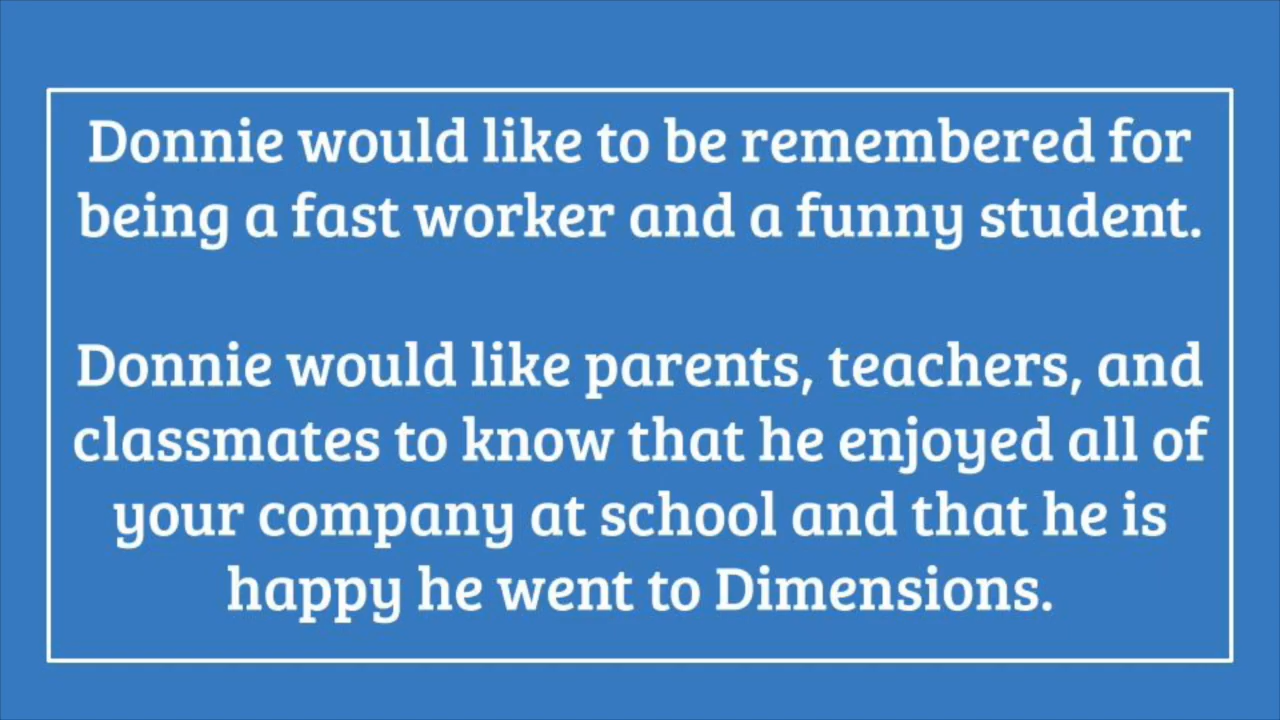 Donnie would like to be remembered for
being a fast worker and a funny student.
Donnie would like parents, teachers, and
classmates to know that he enjoyed all of
your company at school and that he is
happy he went to Dimensions.